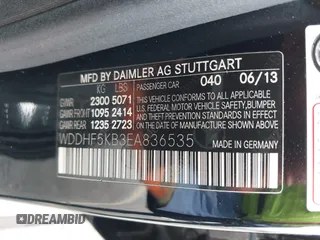 MFD BY DAIMLER AG STUTTGART
KG LBS PASSENGER CAR 040 06/13
GVWR 2300 5071
GAWR FRONT 1095 2414
GAWR REAR 1235 2723
THIS VEHICLE CONFORMS TO ALL APPLICABLE
U.S. FEDERAL MOTOR VEHICLE SAFETY, BUMPER,
AND THEFT PREVENTION STANDARDS IN EFFECT ON
THE DATE OF MANUFACTURE SHOWN ABOVE.
WDDHF5KB3EA836535
MADE IN GERMANY
DREAMBID